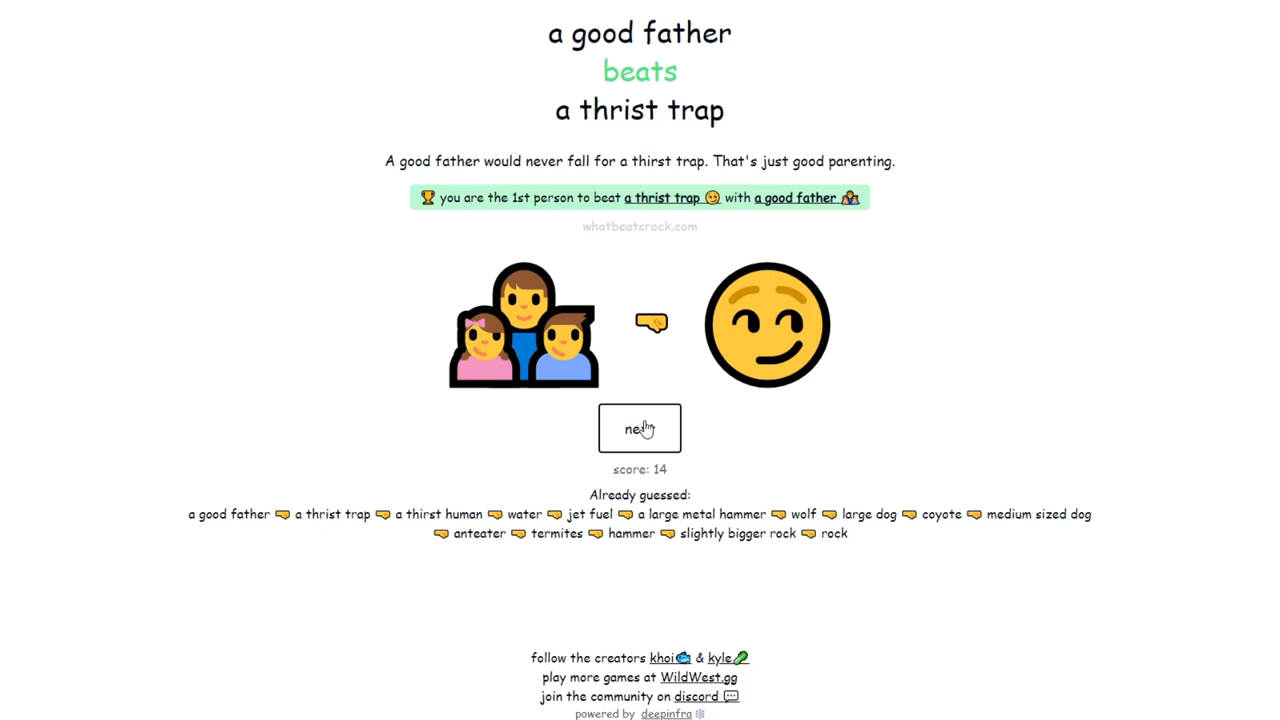 a good father
beats
a thrist trap
A good father would never fall for a thirst trap. That's just good parenting.
you are the 1st person to beat a thrist trap with a good father
whatbeatsrock.com
score: 14
Already guessed:
a good father a thrist trap a thirst human water jet fuel a large metal hammer wolf large dog coyote medium sized dog
anteater termites hammer slightly bigger rock rock
follow the creators khoi & kyle
play more games at WildWest.gg
join the community on discord
powered by deepinfra